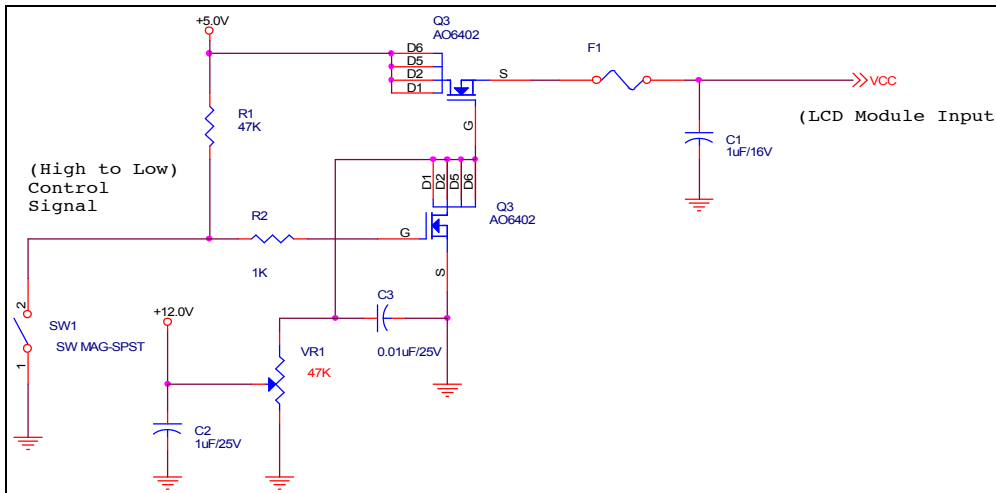 +5.0V
Q3
AO6402
D6
D5
D2
D1
S
G
F1
VCC
(LCD Module Input
C1
1uF/16V
R1
47K
(High to Low)
Control
Signal
R2
1K
D1
D2
D5
D6
Q3
AO6402
G
S
C3
0.01uF/25V
2
SW1
SW MAG-SPST
1
+12.0V
VR1
47K
C2
1uF/25V